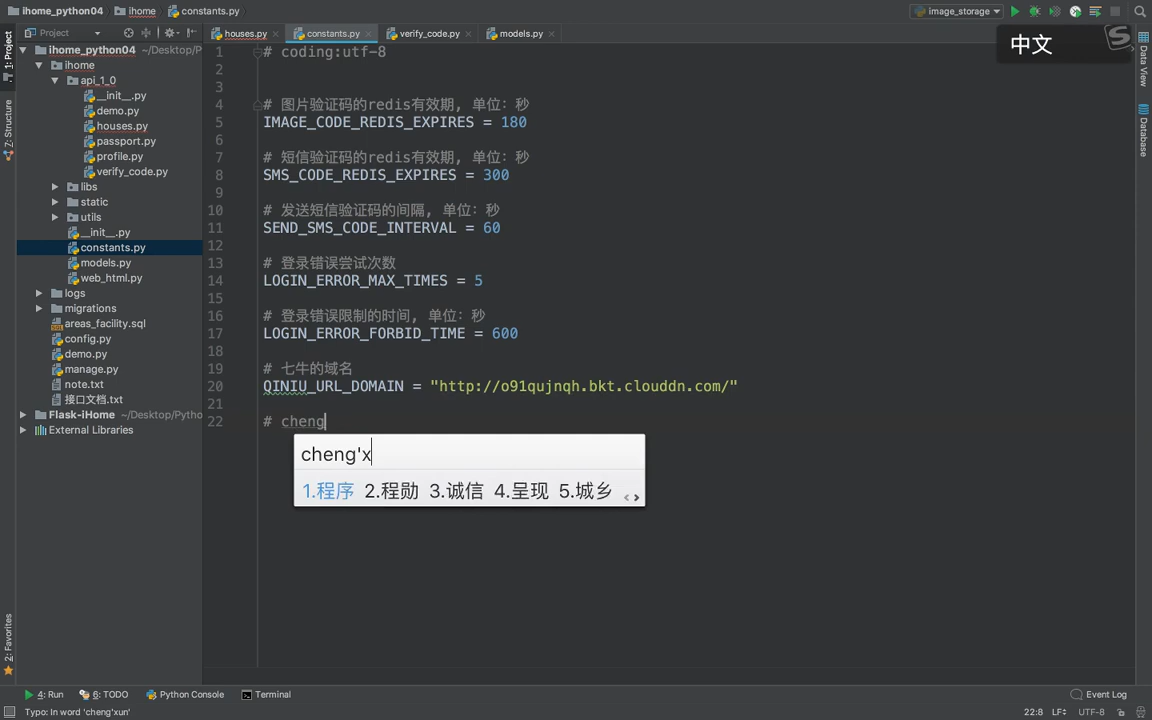 ihome_python04 ihome constants.py
image_storage
Project
houses.py constants.py verify_code.py models.py
中文
1: Project
Z: Structure
2: Favorites
ihome_python04 ~/Desktop/P
ihome
api_1_0
__init__.py
demo.py
houses.py
passport.py
profile.py
verify_code.py
libs
static
utils
__init__.py
constants.py
models.py
web_html.py
logs
migrations
areas_facility.sql
config.py
demo.py
manage.py
note.txt
接口文档.txt
Flask-iHome ~/Desktop/Pytho
External Libraries
1 # coding:utf-8
2
3
4 # 图片验证码的redis有效期, 单位：秒
5 IMAGE_CODE_REDIS_EXPIRES = 180
6
7 # 短信验证码的redis有效期, 单位：秒
8 SMS_CODE_REDIS_EXPIRES = 300
9
10 # 发送短信验证码的间隔, 单位：秒
11 SEND_SMS_CODE_INTERVAL = 60
12
13 # 登录错误尝试次数
14 LOGIN_ERROR_MAX_TIMES = 5
15
16 # 登录错误限制的时间, 单位：秒
17 LOGIN_ERROR_FORBID_TIME = 600
18
19 # 七牛的域名
20 QINIU_URL_DOMAIN = "http://o91qujnqh.bkt.clouddn.com/"
21
22 # cheng
cheng'x
1.程序 2.程勋 3.诚信 4.呈现 5.城乡
Data View
Database
4: Run 6: TODO Python Console Terminal Event Log
Typo: In word 'cheng'xun' 22:8 LF UTF-8